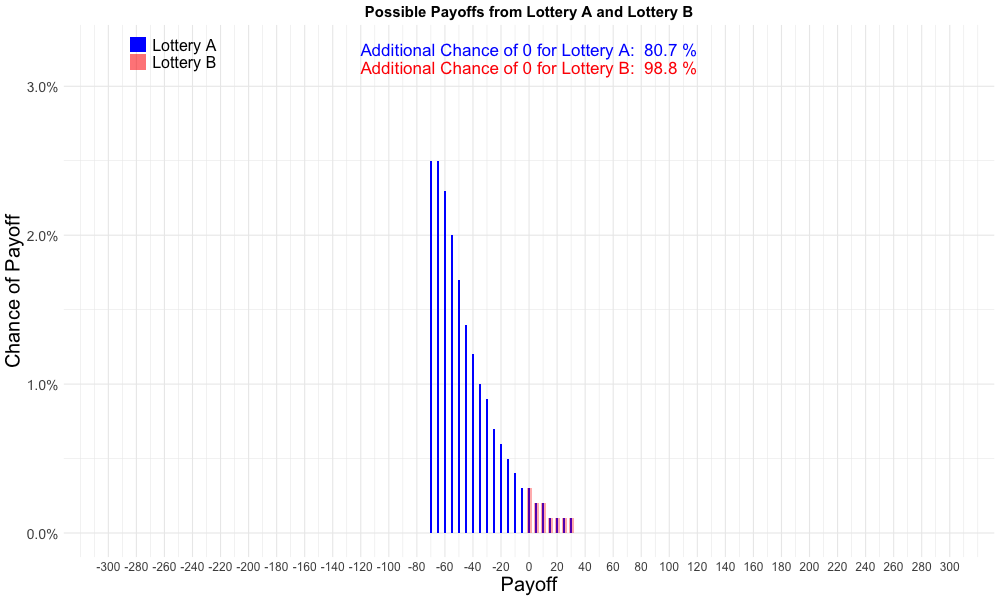 Possible Payoffs from Lottery A and Lottery B
Lottery A
Lottery B
Additional Chance of 0 for Lottery A: 80.7 %
Additional Chance of 0 for Lottery B: 98.8 %
Chance of Payoff
3.0%
2.0%
1.0%
0.0%
-300 -280 -260 -240 -220 -200 -180 -160 -140 -120 -100 -80 -60 -40 -20 0 20 40 60 80 100 120 140 160 180 200 220 240 260 280 300
Payoff